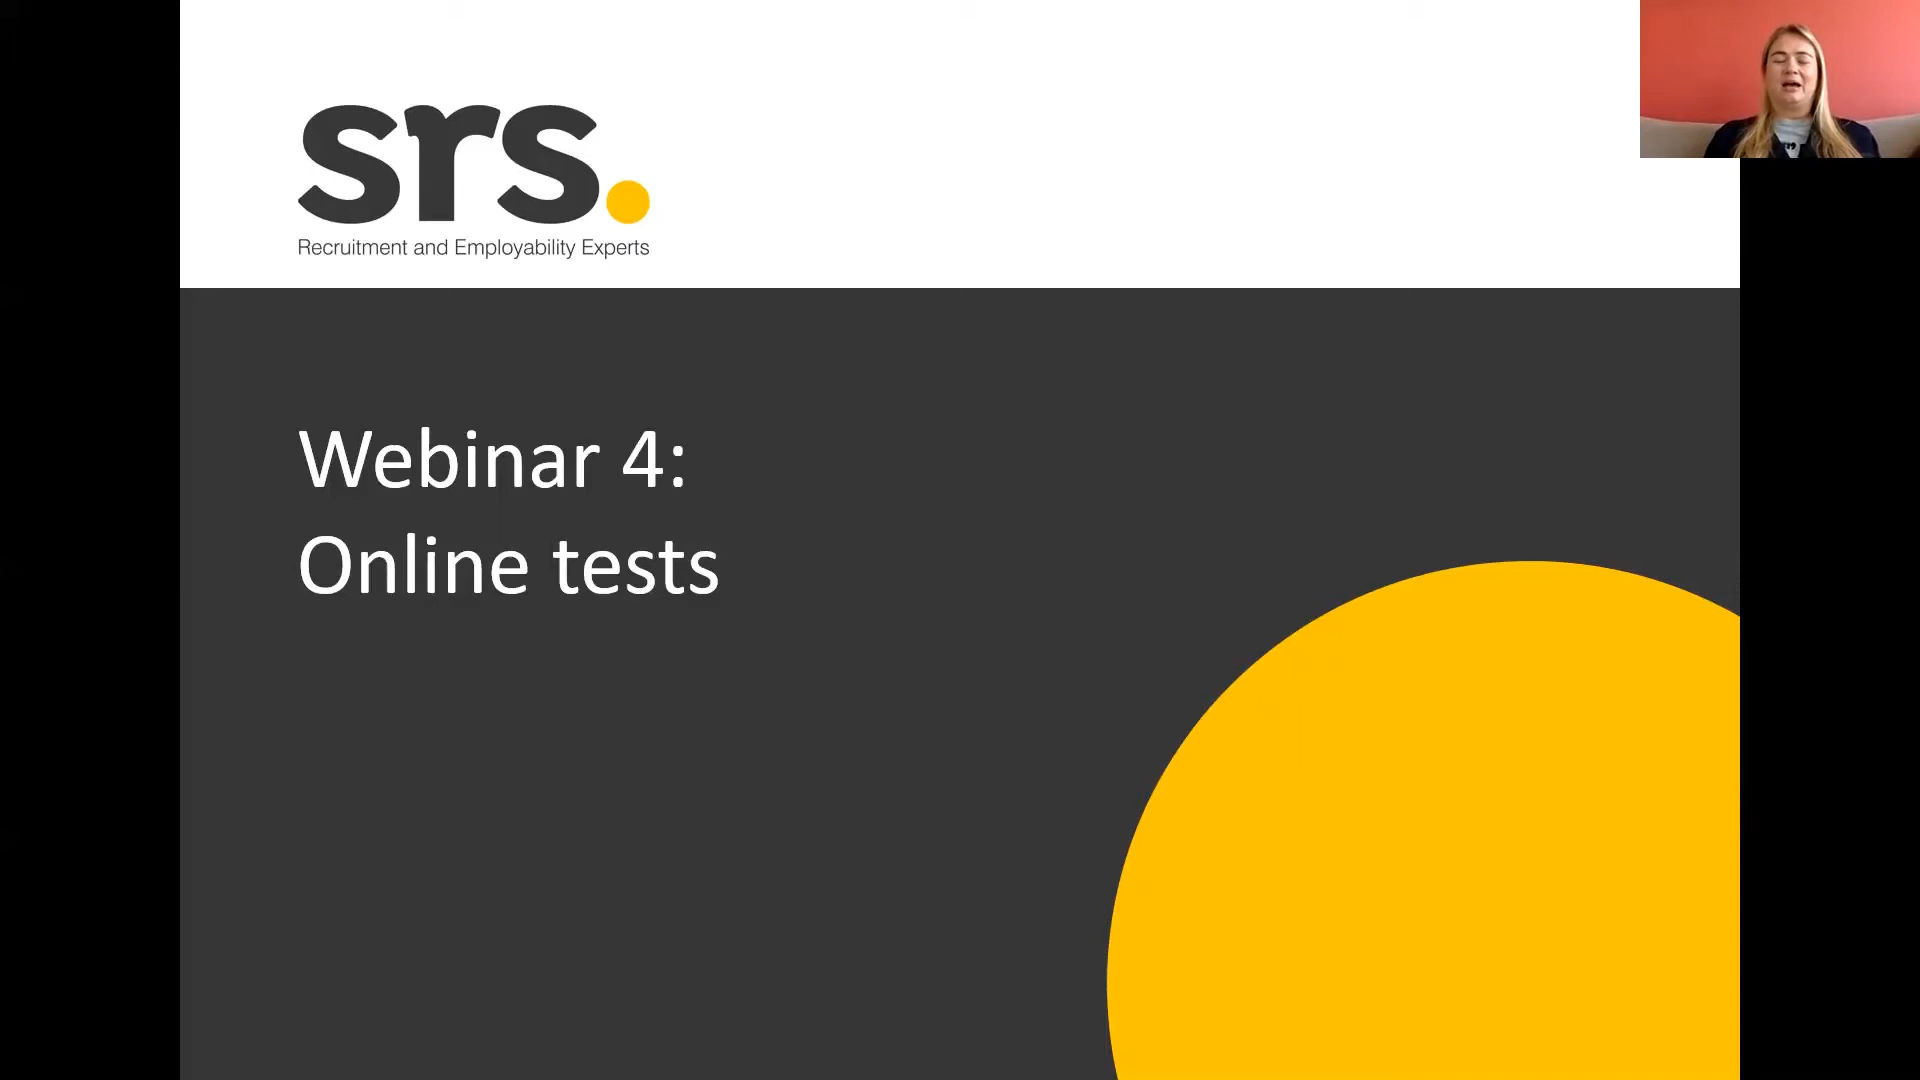 srs.
Recruitment and Employability Experts
Webinar 4:
Online tests